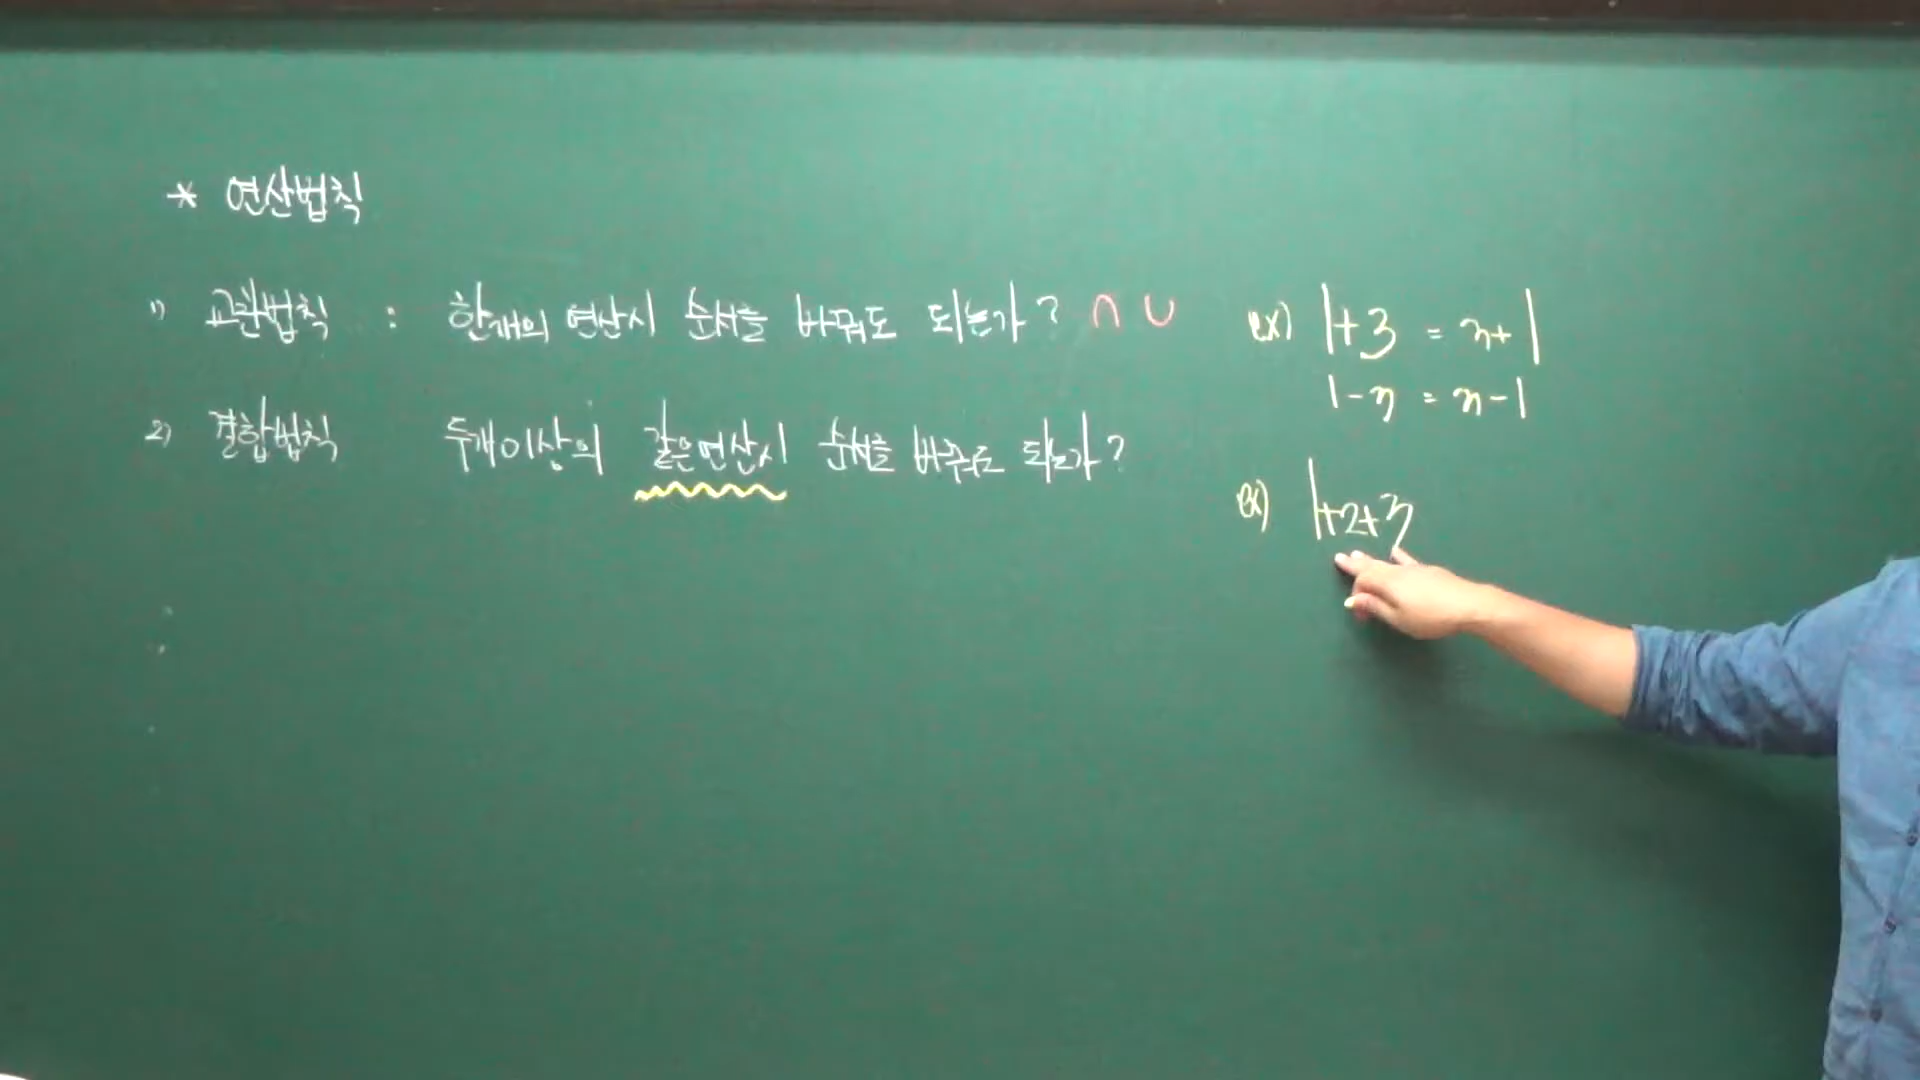 * 연산법칙
1) 교환법칙 : 한개의 연산시 순서를 바꿔도 되는가? ∩ ∪
ex) 1+3 = 3+1
1-3 = 3-1
2) 결합법칙 두개이상의 같은연산시 순서를 바꿔도 되는가?
ex) 1+2+3